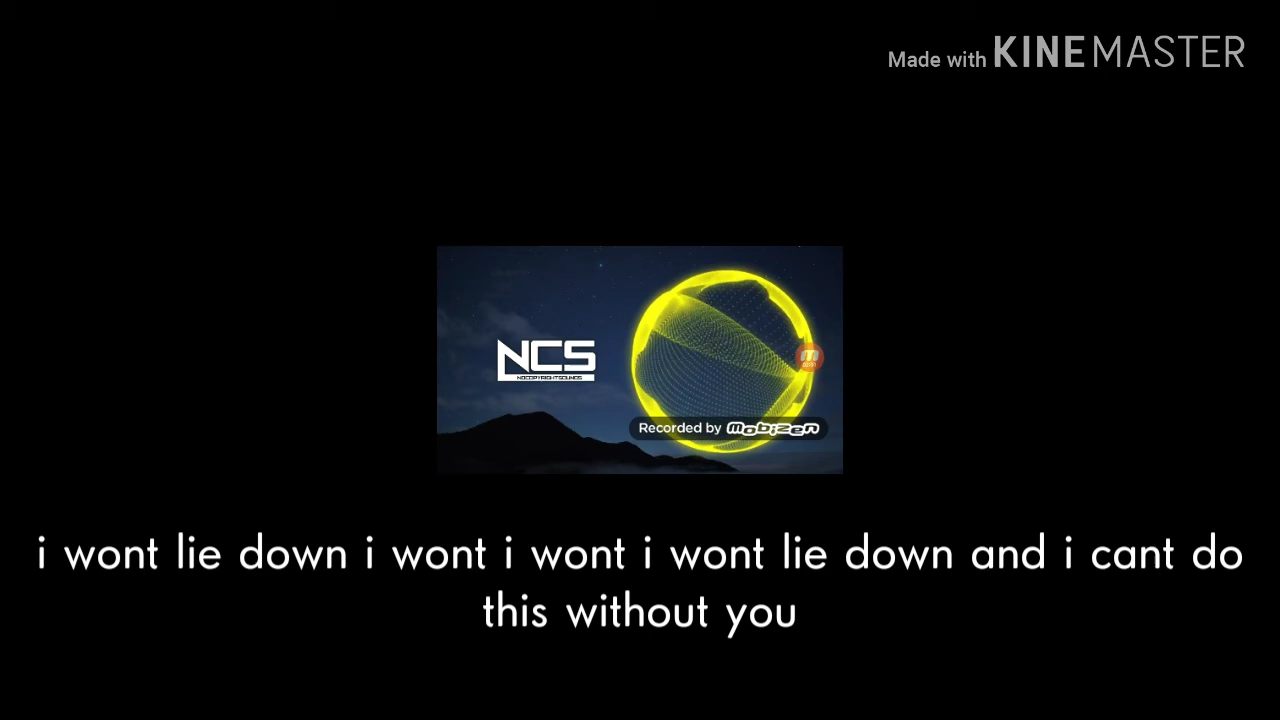 Made with KINEMASTER
NCS
NOCOPYRIGHTSOUNDS
Recorded by mobizen
i wont lie down i wont i wont i wont lie down and i cant do
this without you